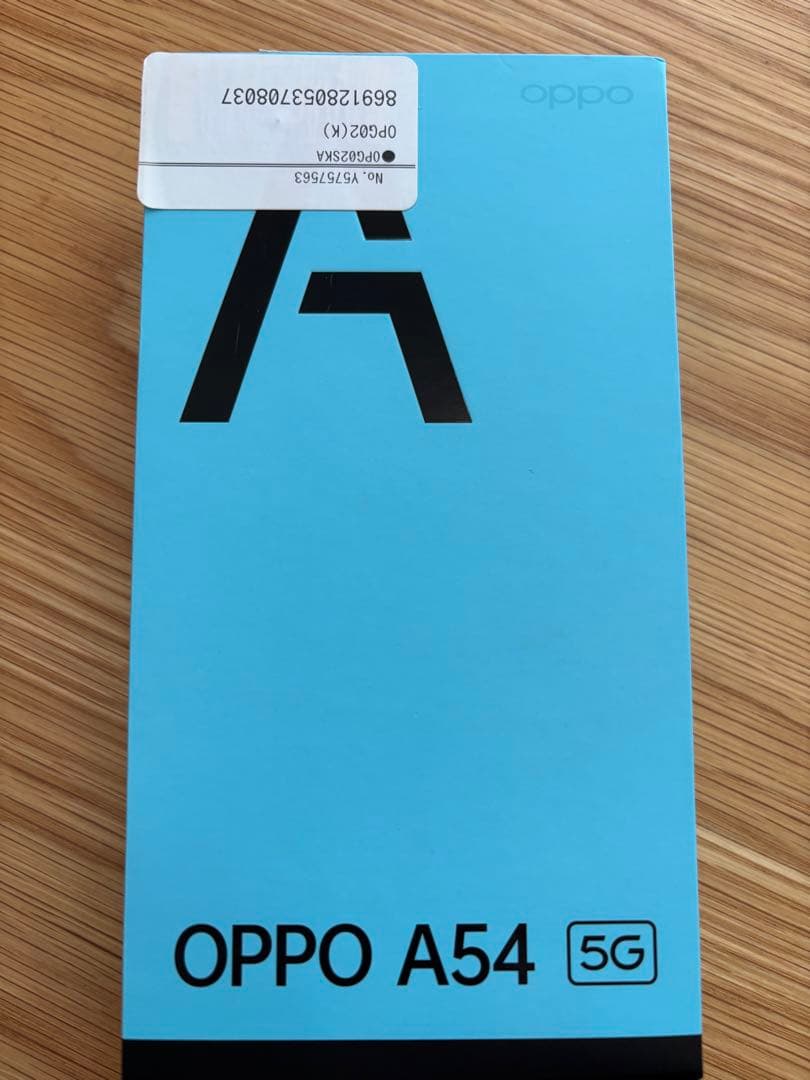 No. Y5757563
●OPG02SKA
OPG02(K)
869128053708037
oppo
A
OPPO A54 5G